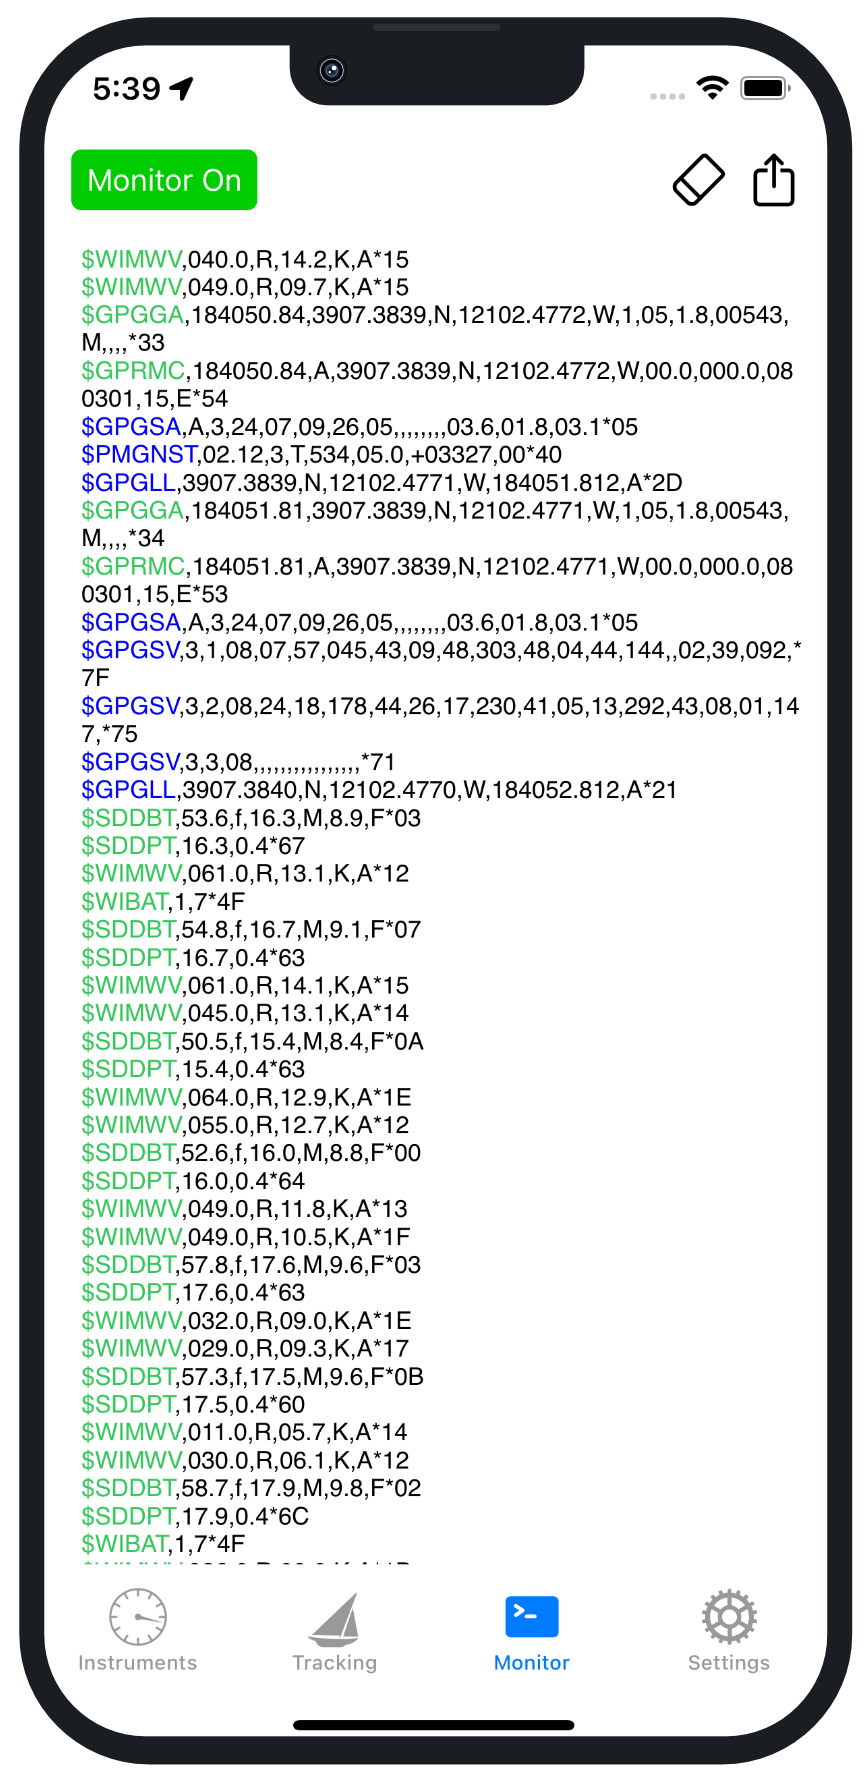 5:39
Monitor On
$WIMWV,040.0,R,14.2,K,A*15
$WIMWV,049.0,R,09.7,K,A*15
$GPGGA,184050.84,3907.3839,N,12102.4772,W,1,05,1.8,00543,
M,,,,*33
$GPRMC,184050.84,A,3907.3839,N,12102.4772,W,00.0,000.0,08
0301,15,E*54
$GPGSA,A,3,24,07,09,26,05,,,,,,,,03.6,01.8,03.1*05
$PMGNST,02.12,3,T,534,05.0,+03327,00*40
$GPGLL,3907.3839,N,12102.4771,W,184051.812,A*2D
$GPGGA,184051.81,3907.3839,N,12102.4771,W,1,05,1.8,00543,
M,,,,*34
$GPRMC,184051.81,A,3907.3839,N,12102.4771,W,00.0,000.0,08
0301,15,E*53
$GPGSA,A,3,24,07,09,26,05,,,,,,,,03.6,01.8,03.1*05
$GPGSV,3,1,08,07,57,045,43,09,48,303,48,04,44,144,,02,39,092,*
7F
$GPGSV,3,2,08,24,18,178,44,26,17,230,41,05,13,292,43,08,01,14
7,*75
$GPGSV,3,3,08,,,,,,,,,,,,,,,,*71
$GPGLL,3907.3840,N,12102.4770,W,184052.812,A*21
$SDDBT,53.6,f,16.3,M,8.9,F*03
$SDDPT,16.3,0.4*67
$WIMWV,061.0,R,13.1,K,A*12
$WIBAT,1,7*4F
$SDDBT,54.8,f,16.7,M,9.1,F*07
$SDDPT,16.7,0.4*63
$WIMWV,061.0,R,14.1,K,A*15
$WIMWV,045.0,R,13.1,K,A*14
$SDDBT,50.5,f,15.4,M,8.4,F*0A
$SDDPT,15.4,0.4*63
$WIMWV,064.0,R,12.9,K,A*1E
$WIMWV,055.0,R,12.7,K,A*12
$SDDBT,52.6,f,16.0,M,8.8,F*00
$SDDPT,16.0,0.4*64
$WIMWV,049.0,R,11.8,K,A*13
$WIMWV,049.0,R,10.5,K,A*1F
$SDDBT,57.8,f,17.6,M,9.6,F*03
$SDDPT,17.6,0.4*63
$WIMWV,032.0,R,09.0,K,A*1E
$WIMWV,029.0,R,09.3,K,A*17
$SDDBT,57.3,f,17.5,M,9.6,F*0B
$SDDPT,17.5,0.4*60
$WIMWV,011.0,R,05.7,K,A*14
$WIMWV,030.0,R,06.1,K,A*12
$SDDBT,58.7,f,17.9,M,9.8,F*02
$SDDPT,17.9,0.4*6C
$WIBAT,1,7*4F
Instruments
Tracking
Monitor
Settings